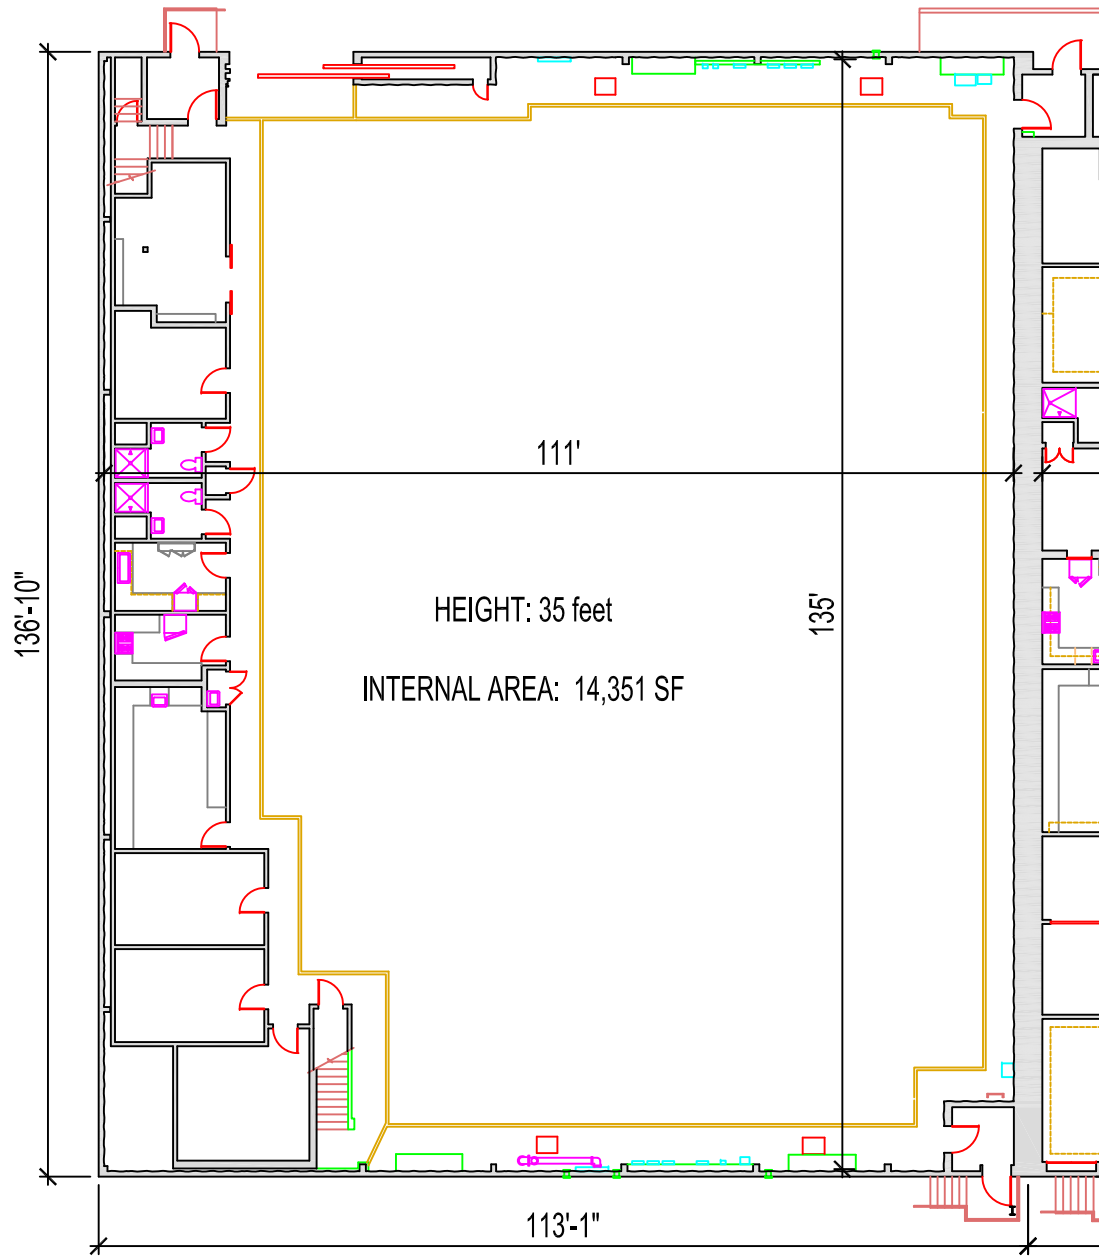 111'
136'-10"
HEIGHT: 35 feet
135'
INTERNAL AREA: 14,351 SF
113'-1"